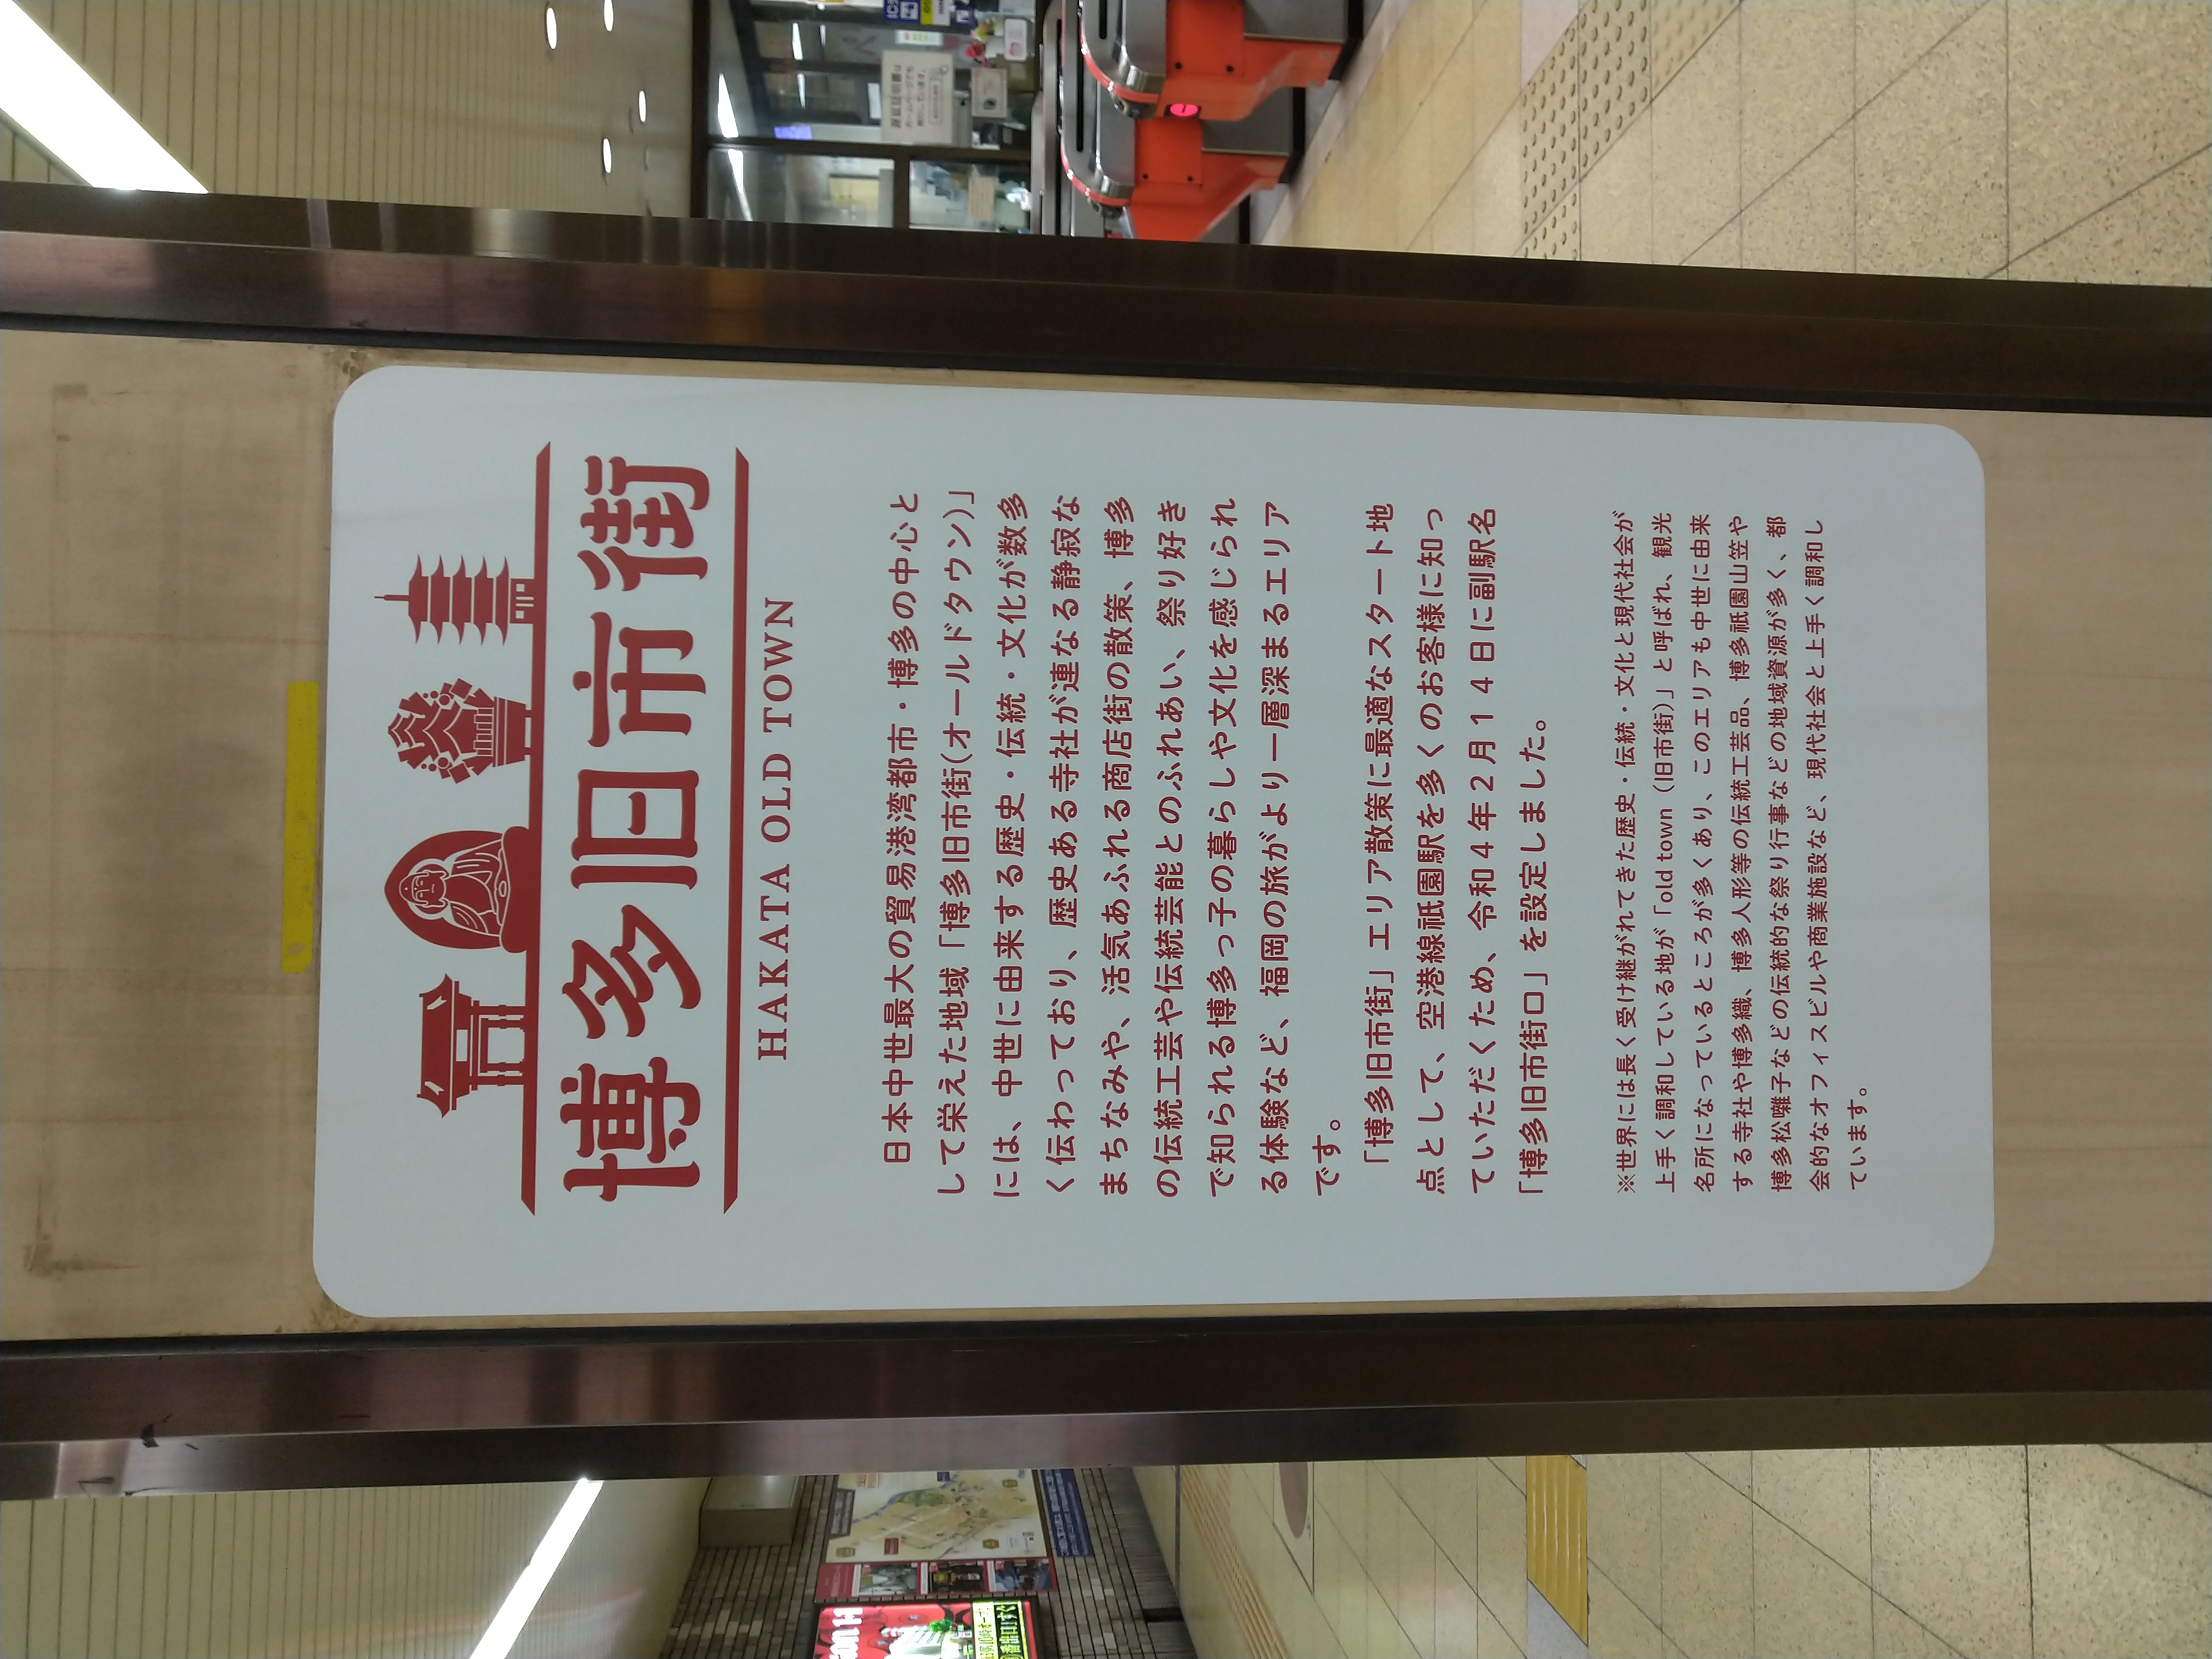 博多旧市街
HAKATA OLD TOWN
日本中世最大の貿易港湾都市・博多の中心と
して栄えた地域「博多旧市街(オールドタウン)」
には、中世に由来する歴史・伝統・文化が数多
く伝わっており、歴史ある寺社が連なる静寂な
まちなみや、活気あふれる商店街の散策、博多
の伝統工芸や伝統芸能とのふれあい、祭り好き
で知られる博多っ子の暮らしや文化を感じられ
る体験など、福岡の旅がより一層深まるエリア
です。
「博多旧市街」エリア散策に最適なスタート地
点として、空港線祇園駅を多くのお客様に知っ
ていただくため、令和4年2月14日に副駅名
「博多旧市街口」を設定しました。
※世界には長く受け継がれてきた歴史・伝統・文化と現代社会が
上手く調和している地が「old town（旧市街）」と呼ばれ、観光
名所になっているところが多くあり、このエリアも中世に由来
する寺社や博多織、博多人形等の伝統工芸品、博多祇園山笠や
博多松囃子などの伝統的な祭り行事などの地域資源が多く、都
会的なオフィスビルや商業施設など、現代社会と上手く調和し
ています。
遅延証明書は
ホームページでも